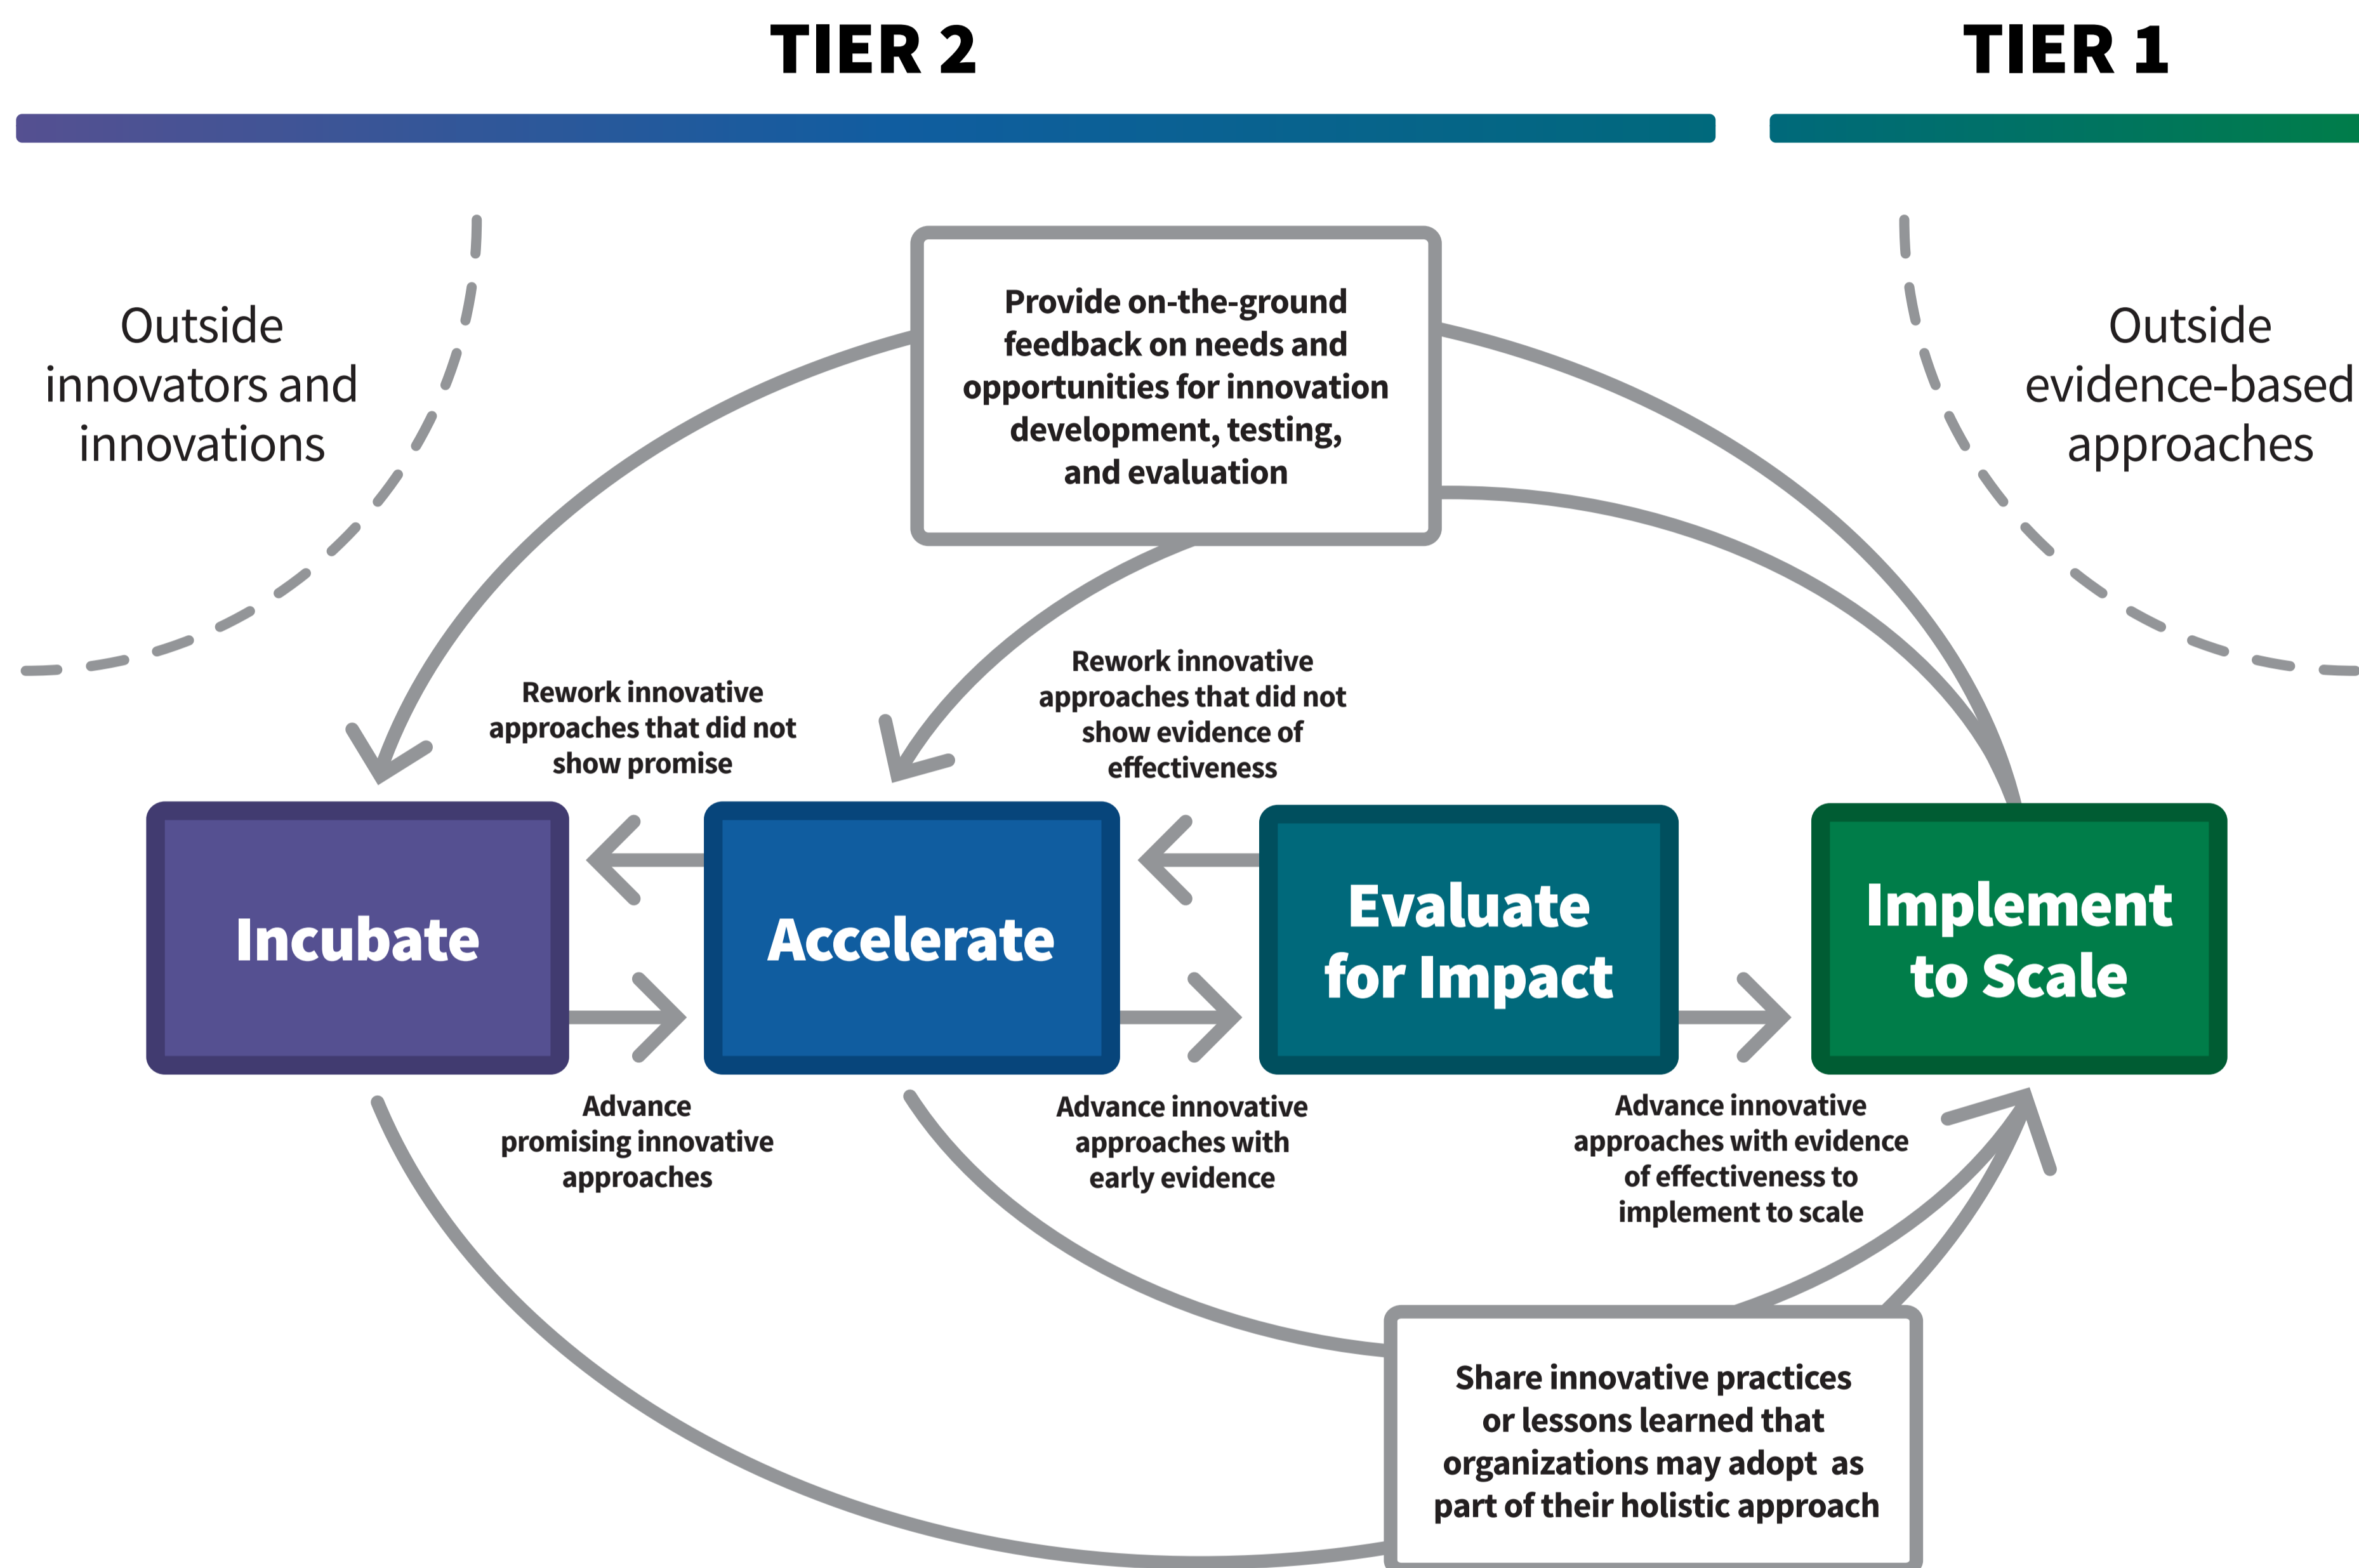 TIER 2
TIER 1
Outside
innovators and
innovations
Provide on-the-ground
feedback on needs and
opportunities for innovation
development, testing,
and evaluation
Outside
evidence-based
approaches
Rework innovative
approaches that did not
show promise
Rework innovative
approaches that did not
show evidence of
effectiveness
Incubate
Accelerate
Evaluate
for Impact
Implement
to Scale
Advance
promising innovative
approaches
Advance innovative
approaches with
early evidence
Advance innovative
approaches with evidence
of effectiveness to
implement to scale
Share innovative practices
or lessons learned that
organizations may adopt  as
part of their holistic approach